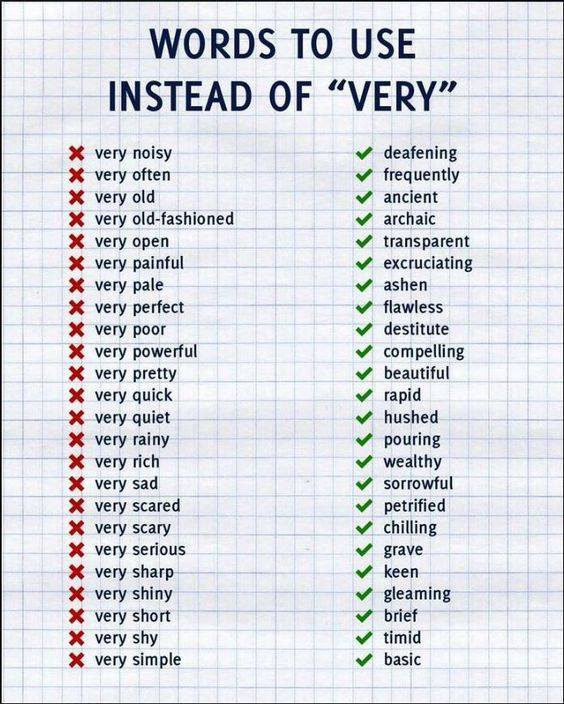 WORDS TO USE
INSTEAD OF “VERY”
very noisy deafening
very often frequently
very old ancient
very old-fashioned archaic
very open transparent
very painful excruciating
very pale ashen
very perfect flawless
very poor destitute
very powerful compelling
very pretty beautiful
very quick rapid
very quiet hushed
very rainy pouring
very rich wealthy
very sad sorrowful
very scared petrified
very scary chilling
very serious grave
very sharp keen
very shiny gleaming
very short brief
very shy timid
very simple basic